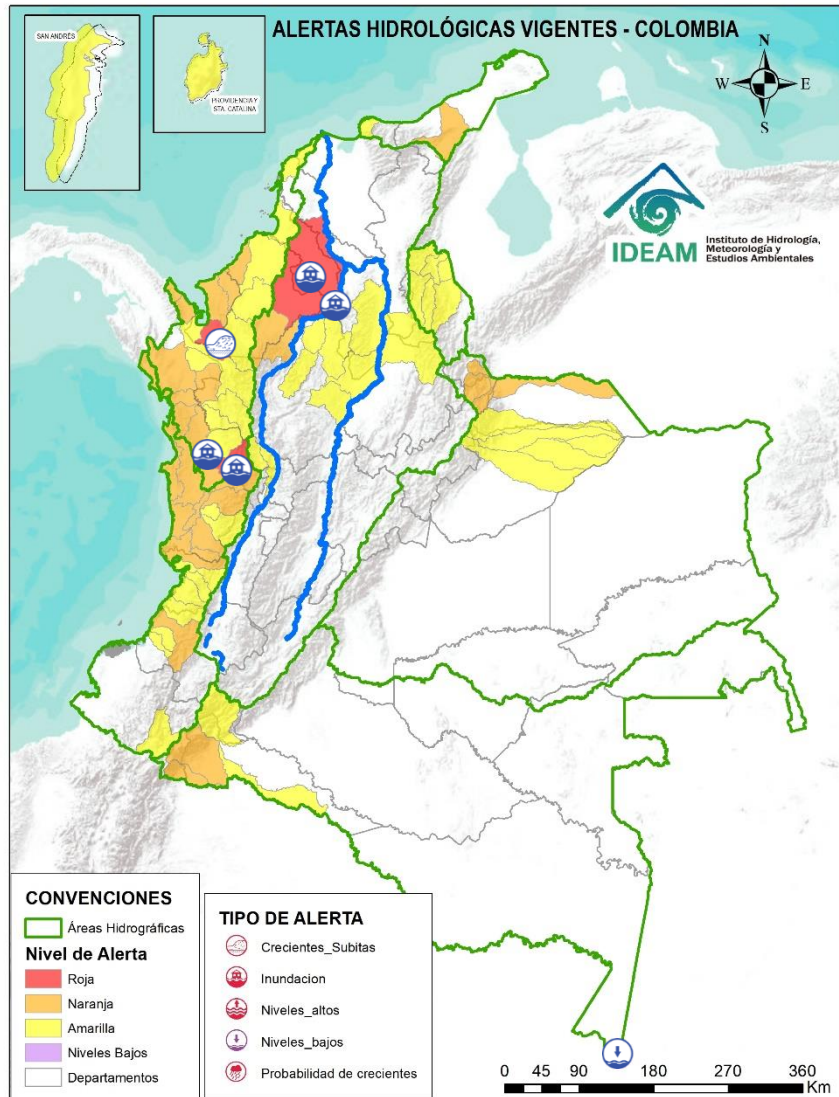 ALERTAS HIDROLÓGICAS VIGENTES - COLOMBIA
SAN ANDRÉS
PROVIDENCIA Y
STA. CATALINA
N
W E
S
IDEAM
Instituto de Hidrología,
Meteorología y
Estudios Ambientales
CONVENCIONES
Áreas Hidrográficas
Nivel de Alerta
Roja
Naranja
Amarilla
Niveles Bajos
Departamentos
TIPO DE ALERTA
Crecientes_Subitas
Inundacion
Niveles_altos
Niveles_bajos
Probabilidad de crecientes
0 45 90 180 270 360
Km